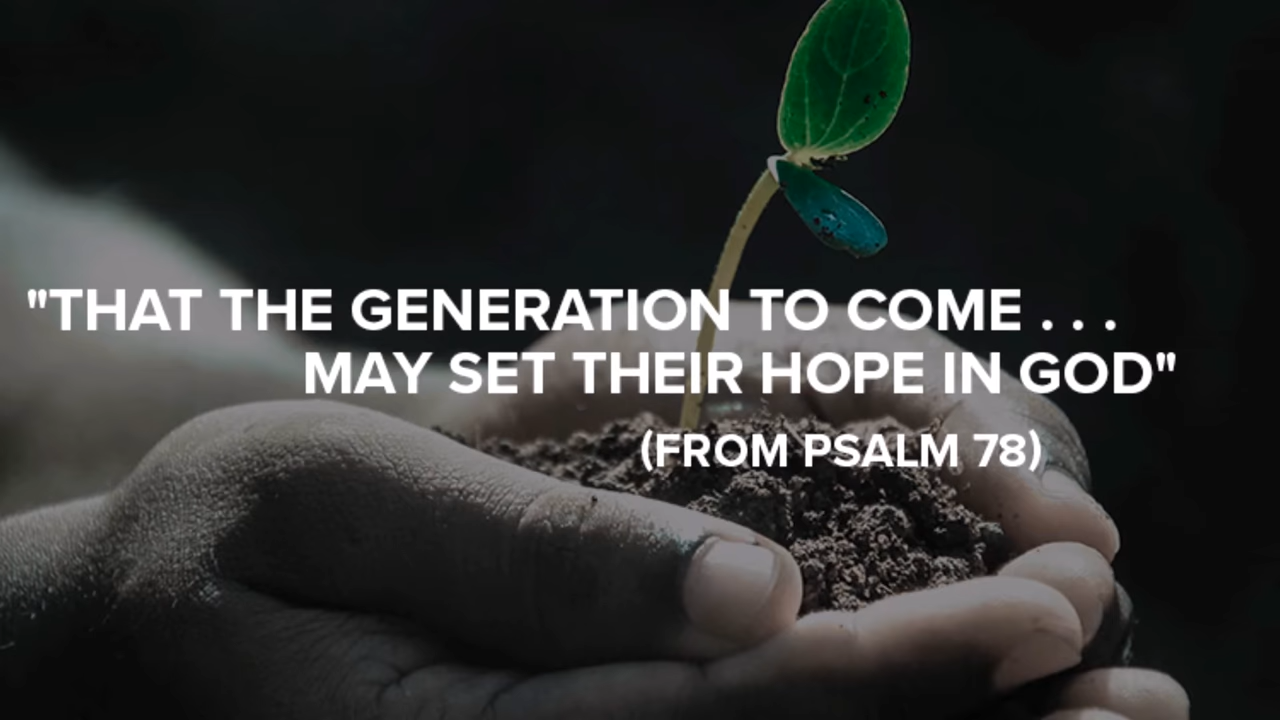 "THAT THE GENERATION TO COME . . .
MAY SET THEIR HOPE IN GOD"
(FROM PSALM 78)